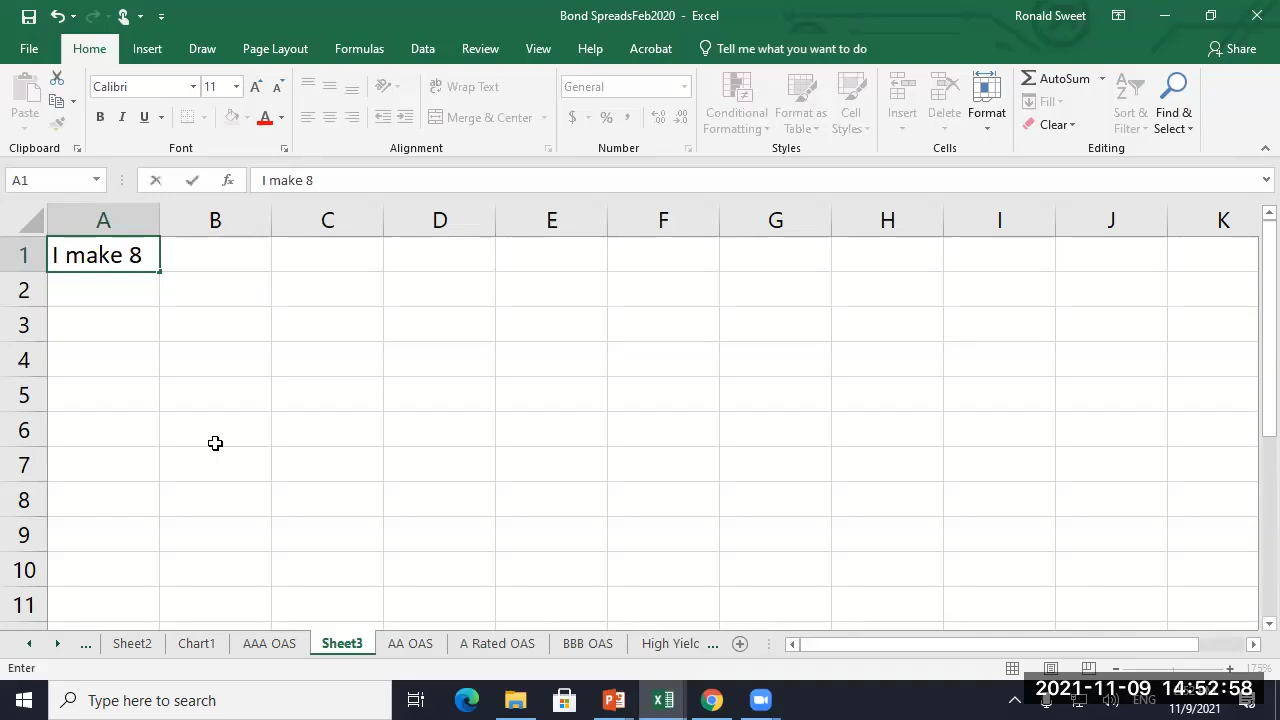 Bond SpreadsFeb2020 - Excel
Ronald Sweet
File Home Insert Draw Page Layout Formulas Data Review View Help Acrobat Tell me what you want to do Share
Calibri 11 Wrap Text General AutoSum
Paste Conditional Formatting Format as Table Cell Styles Insert Delete Format Fill Sort & Filter Find & Select
B I U A Merge & Center $ % , Clear
Clipboard Font Alignment Number Styles Cells Editing
A1 fx I make 8
A B C D E F G H I J K
1 I make 8
2
3
4
5
6
7
8
9
10
11
... Sheet2 Chart1 AAA OAS Sheet3 AA OAS A Rated OAS BBB OAS High Yielc ...
Enter 175%
Type here to search ENG
2021-11-09 14:52:58
11/9/2021